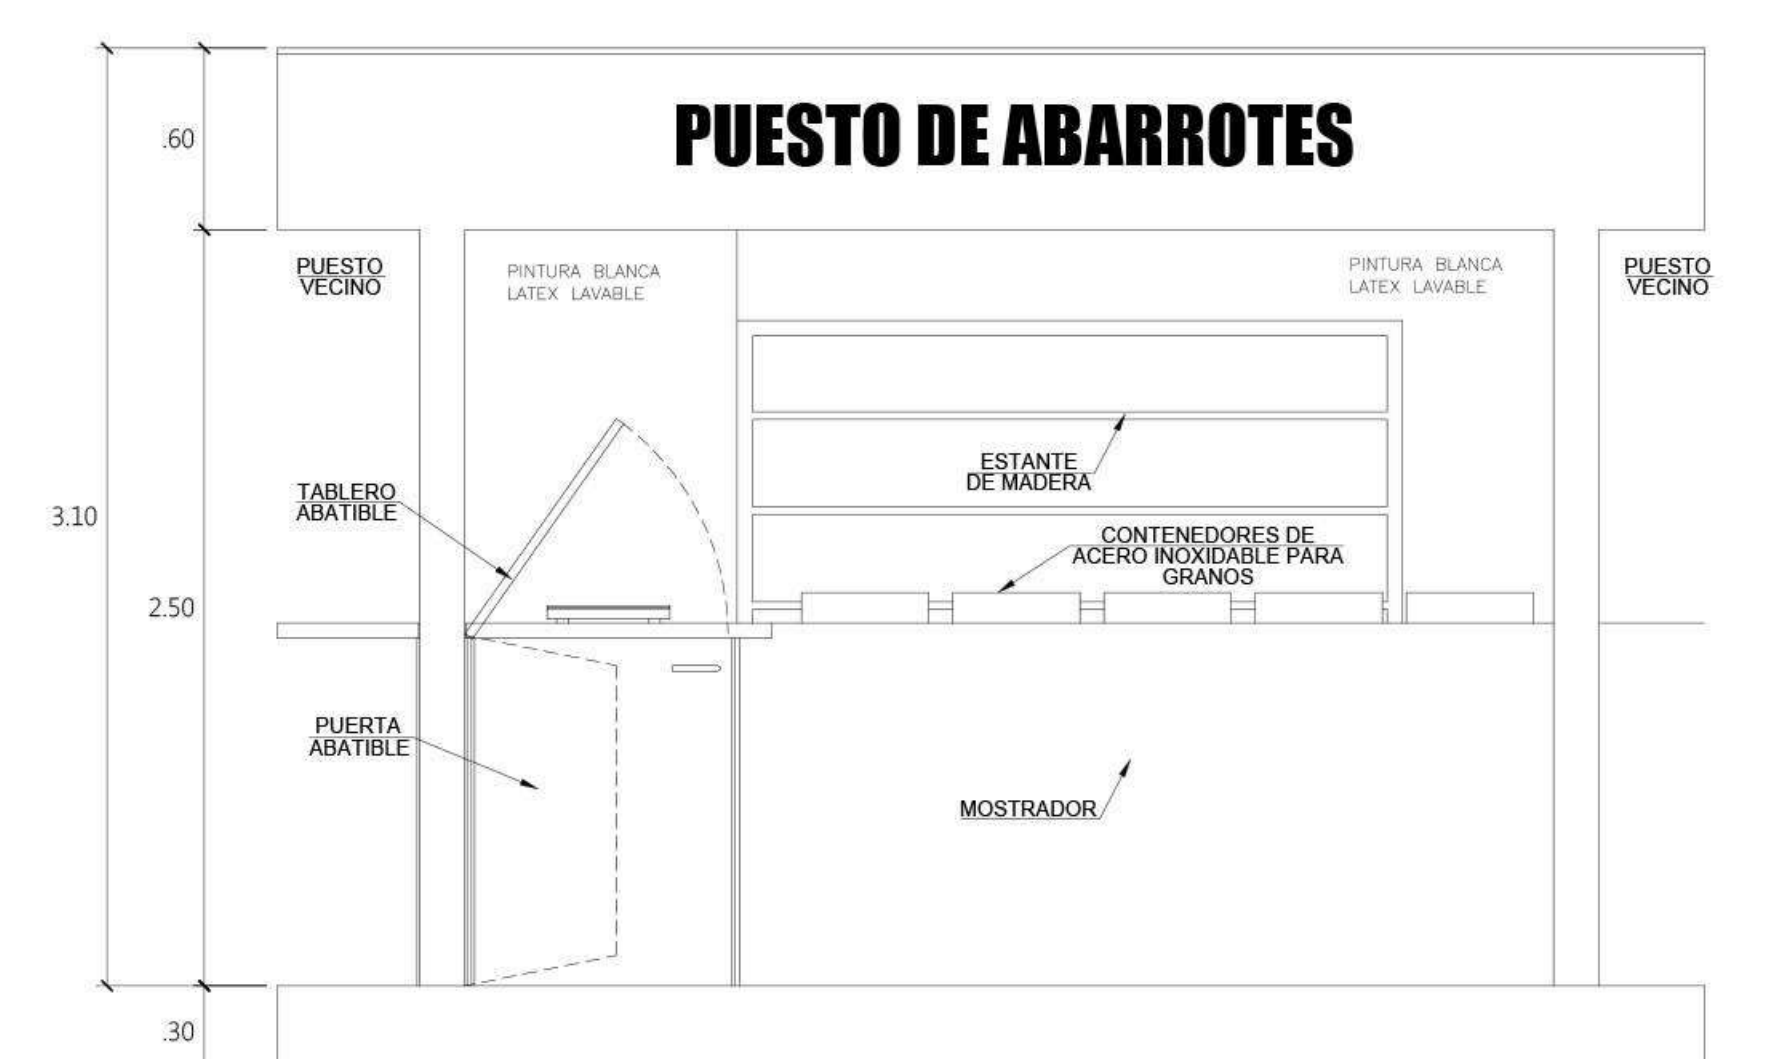 PUESTO DE ABARROTES
.60
PUESTO
VECINO
PINTURA BLANCA
LATEX LAVABLE
PINTURA BLANCA
LATEX LAVABLE
PUESTO
VECINO
ESTANTE
DE MADERA
TABLERO
ABATIBLE
3.10
CONTENEDORES DE
ACERO INOXIDABLE PARA
GRANOS
2.50
PUERTA
ABATIBLE
MOSTRADOR
.30